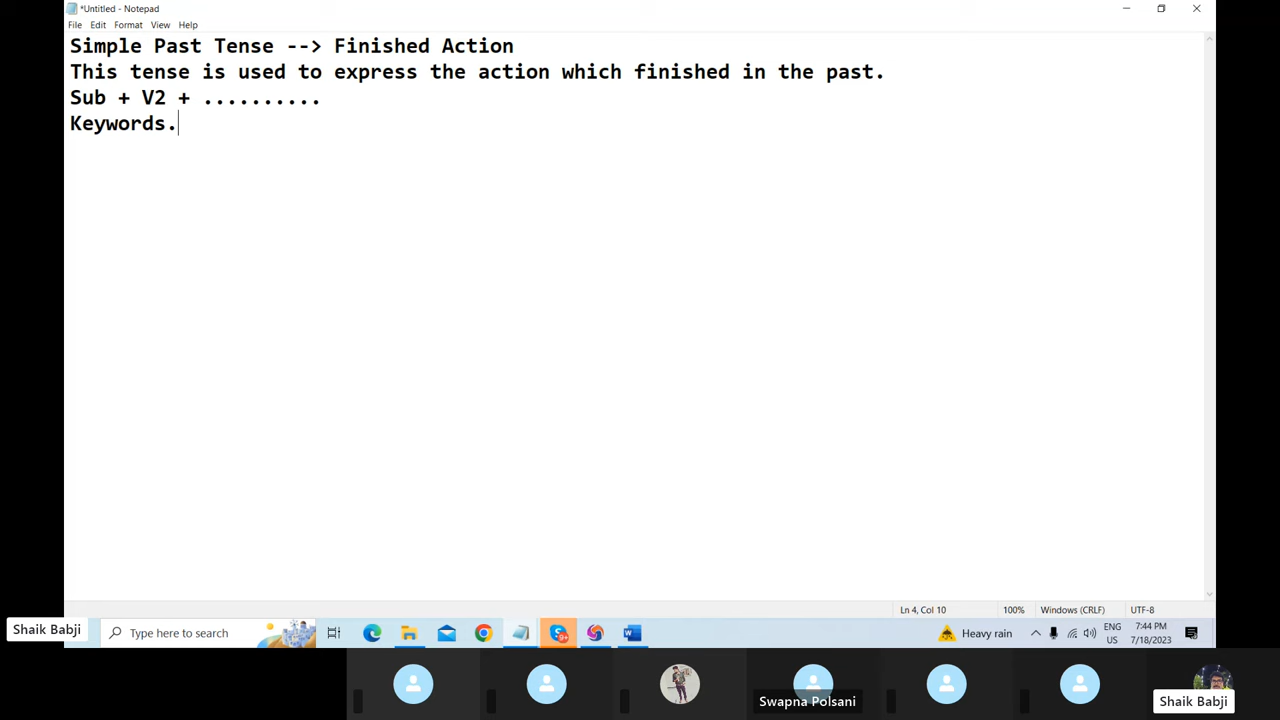 *Untitled - Notepad
File Edit Format View Help
Simple Past Tense --> Finished Action
This tense is used to express the action which finished in the past.
Sub + V2 + ..........
Keywords.
Ln 4, Col 10 100% Windows (CRLF) UTF-8
Shaik Babji
Type here to search
Heavy rain
ENG
US
7:44 PM
7/18/2023
9+
Swapna Polsani
Shaik Babji